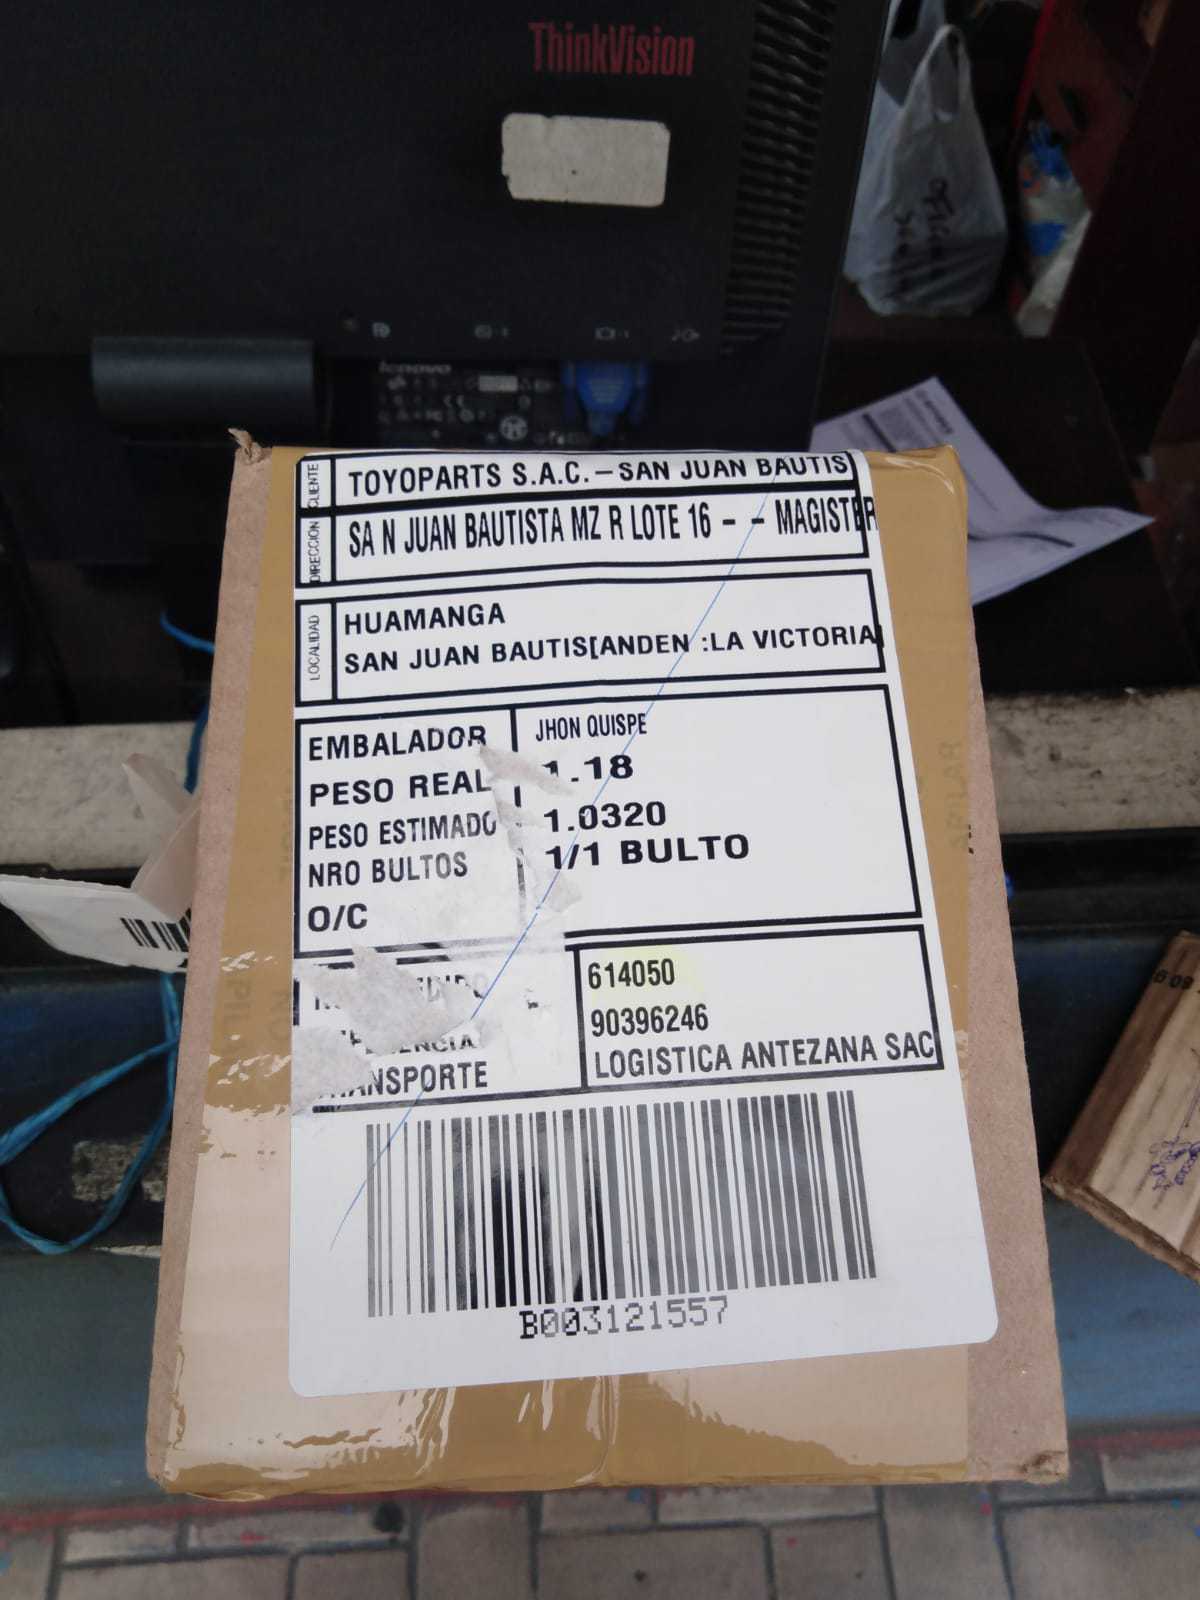 ThinkVision
lenovo
CLIENTE TOYOPARTS S.A.C.-SAN JUAN BAUTIS
DIRECCION SA N JUAN BAUTISTA MZ R LOTE 16 - - MAGISTER
LOCALIDAD HUAMANGA
SAN JUAN BAUTIS[ANDEN :LA VICTORIA]
EMBALADOR JHON QUISPE
PESO REAL 1.18
PESO ESTIMADO 1.0320
NRO BULTOS 1/1 BULTO
O/C
614050
90396246
TRANSPORTE LOGISTICA ANTEZANA SAC
B003121557